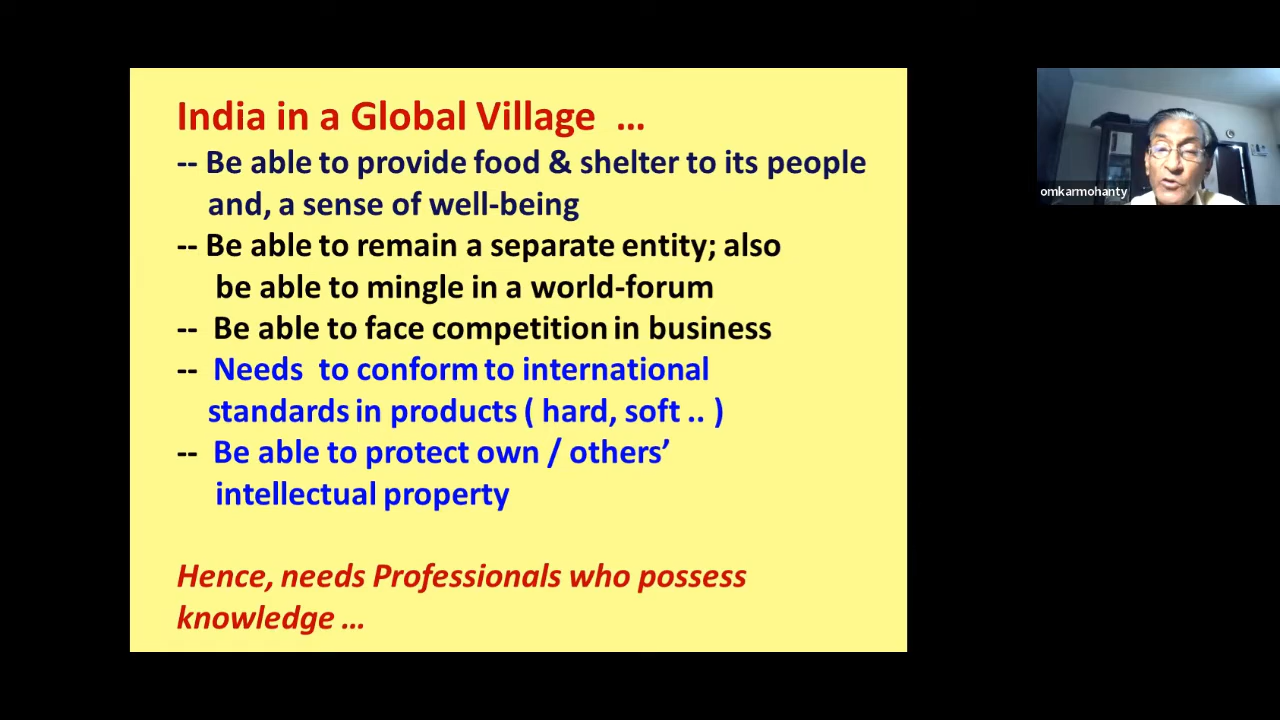 India in a Global Village ...
-- Be able to provide food & shelter to its people
and, a sense of well-being
-- Be able to remain a separate entity; also
be able to mingle in a world-forum
-- Be able to face competition in business
-- Needs to conform to international
standards in products ( hard, soft .. )
-- Be able to protect own / others’
intellectual property
Hence, needs Professionals who possess
knowledge ...
omkarmohanty